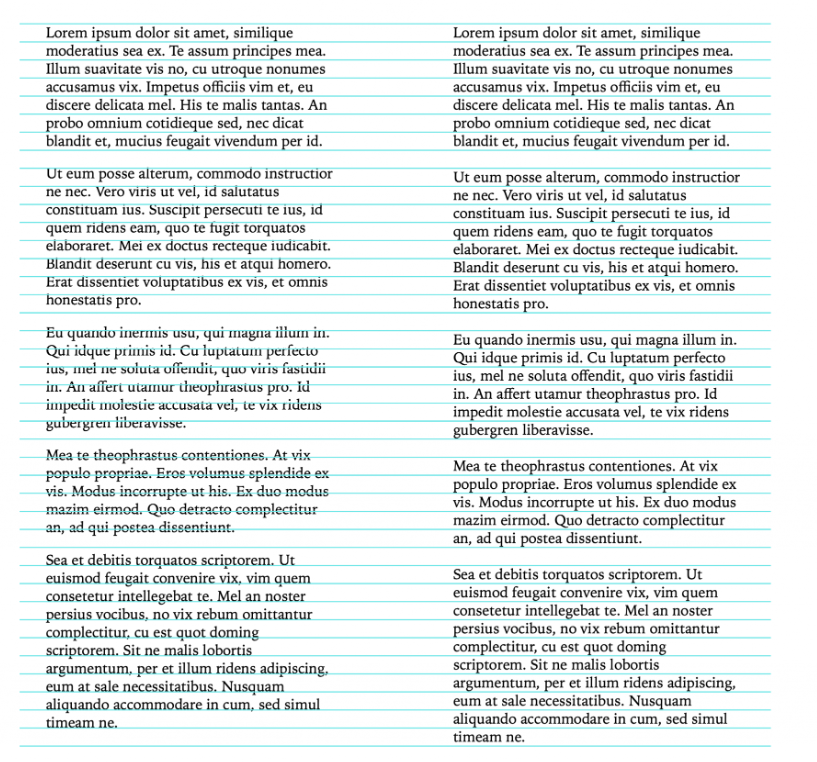 Lorem ipsum dolor sit amet, similique
moderatius sea ex. Te assum principes mea.
Illum suavitate vis no, cu utroque nonumes
accusamus vix. Impetus officiis vim et, eu
discere delicata mel. His te malis tantas. An
probo omnium cotidieque sed, nec dicat
blandit et, mucius feugait vivendum per id.
Ut eum posse alterum, commodo instructior
ne nec. Vero viris ut vel, id salutatus
constituam ius. Suscipit persecuti te ius, id
quem ridens eam, quo te fugit torquatos
elaboraret. Mei ex doctus recteque iudicabit.
Blandit deserunt cu vis, his et atqui homero.
Erat dissentiet voluptatibus ex vis, et omnis
honestatis pro.
Eu quando inermis usu, qui magna illum in.
Qui idque primis id. Cu luptatum perfecto
ius, mel ne soluta offendit, quo viris fastidii
in. An affert utamur theophrastus pro. Id
impedit molestie accusata vel, te vix ridens
gubergren liberavisse.
Mea te theophrastus contentiones. At vix
populo propriae. Eros volumus splendide ex
vis. Modus incorrupte ut his. Ex duo modus
mazim eirmod. Quo detracto complectitur
an, ad qui postea dissentiunt.
Sea et debitis torquatos scriptorem. Ut
euismod feugait convenire vix, vim quem
consetetur intellegebat te. Mel an noster
persius vocibus, no vix rebum omittantur
complectitur, cu est quot doming
scriptorem. Sit ne malis lobortis
argumentum, per et illum ridens adipiscing,
eum at sale necessitatibus. Nusquam
aliquando accommodare in cum, sed simul
timeam ne.
Lorem ipsum dolor sit amet, similique
moderatius sea ex. Te assum principes mea.
Illum suavitate vis no, cu utroque nonumes
accusamus vix. Impetus officiis vim et, eu
discere delicata mel. His te malis tantas. An
probo omnium cotidieque sed, nec dicat
blandit et, mucius feugait vivendum per id.
Ut eum posse alterum, commodo instructior
ne nec. Vero viris ut vel, id salutatus
constituam ius. Suscipit persecuti te ius, id
quem ridens eam, quo te fugit torquatos
elaboraret. Mei ex doctus recteque iudicabit.
Blandit deserunt cu vis, his et atqui homero.
Erat dissentiet voluptatibus ex vis, et omnis
honestatis pro.
Eu quando inermis usu, qui magna illum in.
Qui idque primis id. Cu luptatum perfecto
ius, mel ne soluta offendit, quo viris fastidii
in. An affert utamur theophrastus pro. Id
impedit molestie accusata vel, te vix ridens
gubergren liberavisse.
Mea te theophrastus contentiones. At vix
populo propriae. Eros volumus splendide ex
vis. Modus incorrupte ut his. Ex duo modus
mazim eirmod. Quo detracto complectitur
an, ad qui postea dissentiunt.
Sea et debitis torquatos scriptorem. Ut
euismod feugait convenire vix, vim quem
consetetur intellegebat te. Mel an noster
persius vocibus, no vix rebum omittantur
complectitur, cu est quot doming
scriptorem. Sit ne malis lobortis
argumentum, per et illum ridens adipiscing,
eum at sale necessitatibus. Nusquam
aliquando accommodare in cum, sed simul
timeam ne.